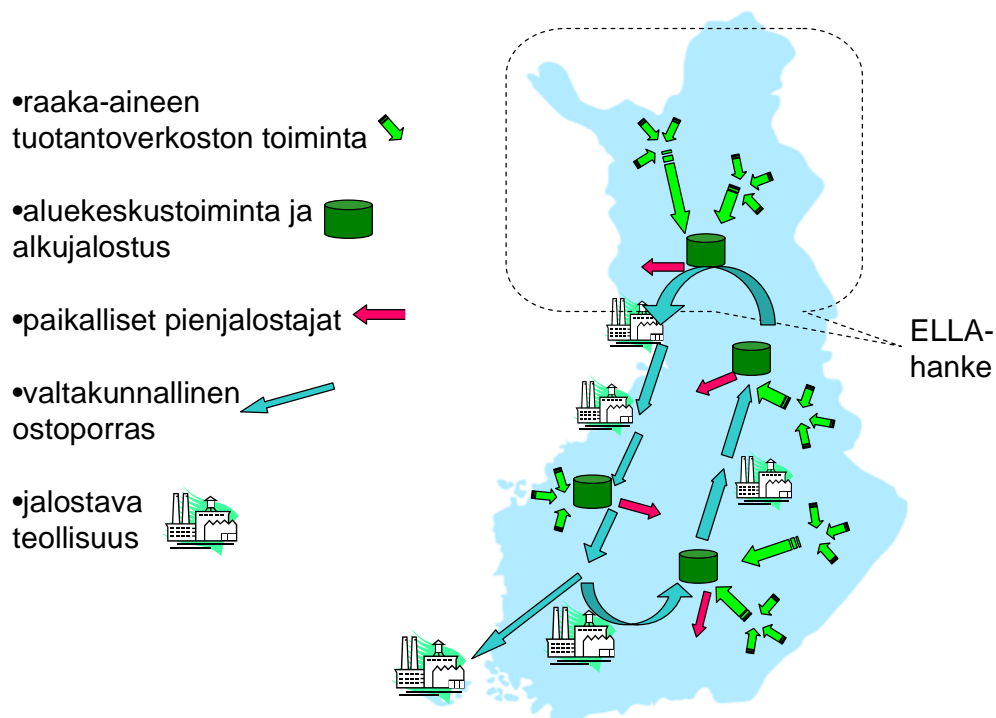 •raaka-aineen
tuotantoverkoston toiminta
•aluekeskustoiminta ja
alkujalostus
•paikalliset pienjalostajat
•valtakunnallinen
ostoporras
•jalostava
teollisuus
ELLA-
hanke